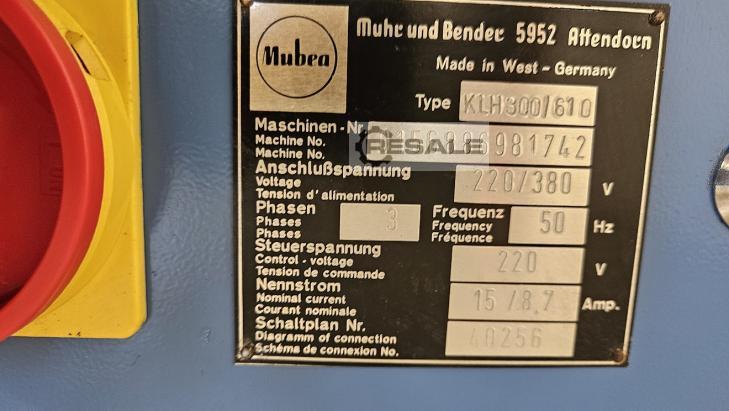 Mubea
Muhr und Bender 5952 Attendorn
Made in West - Germany
Type KLH300/610
Maschinen-Nr.
Machine No. 981742
Machine No.
RESALE
Anschlußspannung
Voltage 220/380 V
Tension d'alimentation
Phasen
Phases 3
Phases
Frequenz
Frequency 50 Hz
Fréquence
Steuerspannung
Control - voltage 220 V
Tension de commande
Nennstrom
Nominal current 15/8,7 Amp.
Courant nominale
Schaltplan Nr.
Diagramm of connection 40256
Schéma de connexion No.